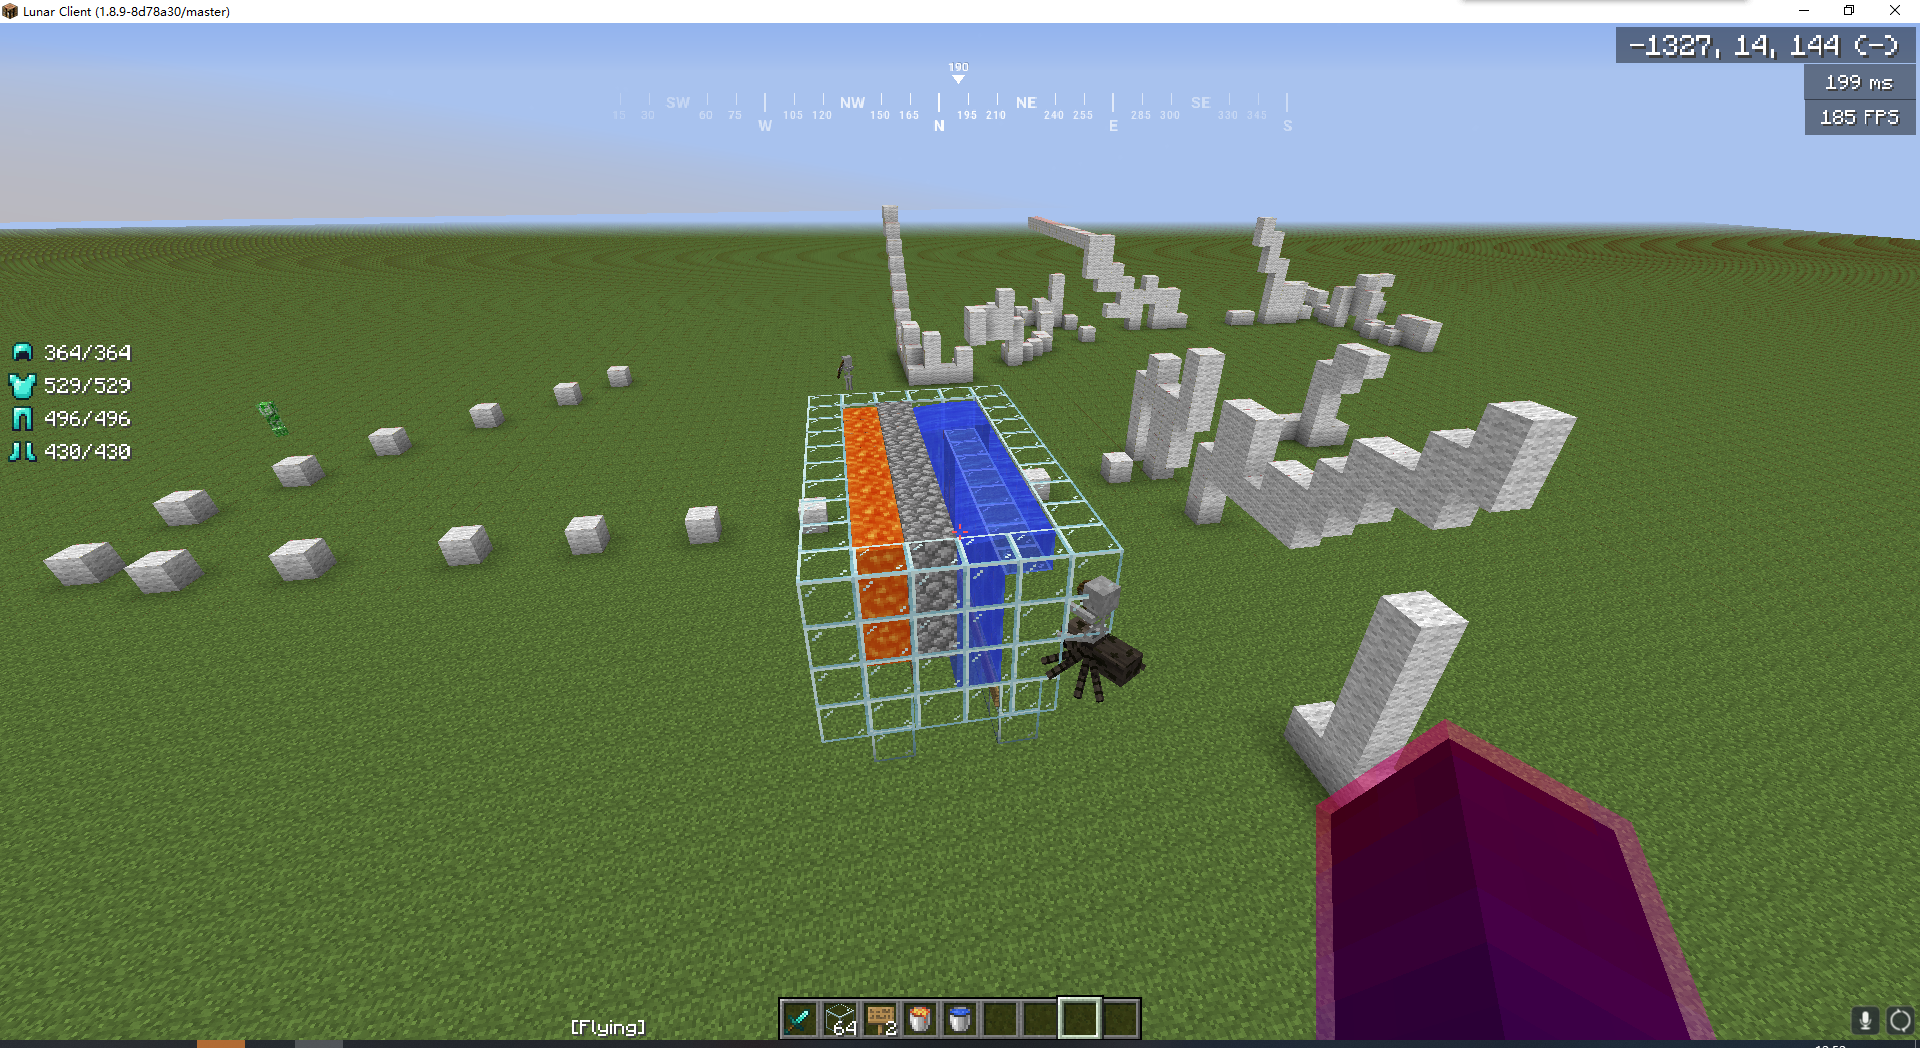 Lunar Client (1.8.9-8d78a30/master)
-1327, 14, 144 (-)
199 ms
185 FPS
190
SW NW NE SE
15 30 60 75 105 120 150 165 195 210 240 255 285 300 330 345
W N E S
364/364
529/529
496/496
430/430
[Flying]
64 2